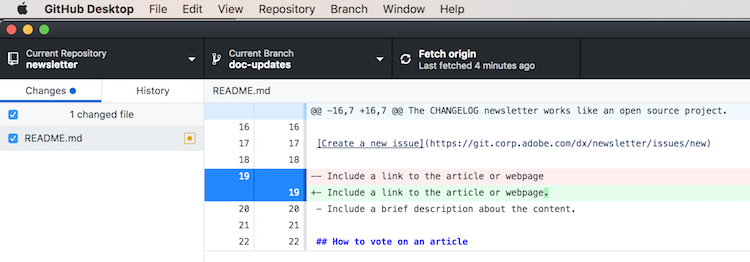 GitHub Desktop File Edit View Repository Branch Window Help
Current Repository
newsletter
Current Branch
doc-updates
Fetch origin
Last fetched 4 minutes ago
Changes History
README.md
1 changed file
README.md
@@ -16,7 +16,7 @@ The CHANGELOG newsletter works like an open source project.
16 16
17 17 [Create a new issue](https://git.corp.adobe.com/dx/newsletter/issues/new)
18 18
19 -- Include a link to the article or webpage
19 +- Include a link to the article or webpage.
20 20 - Include a brief description about the content.
21 21
22 22 ## How to vote on an article